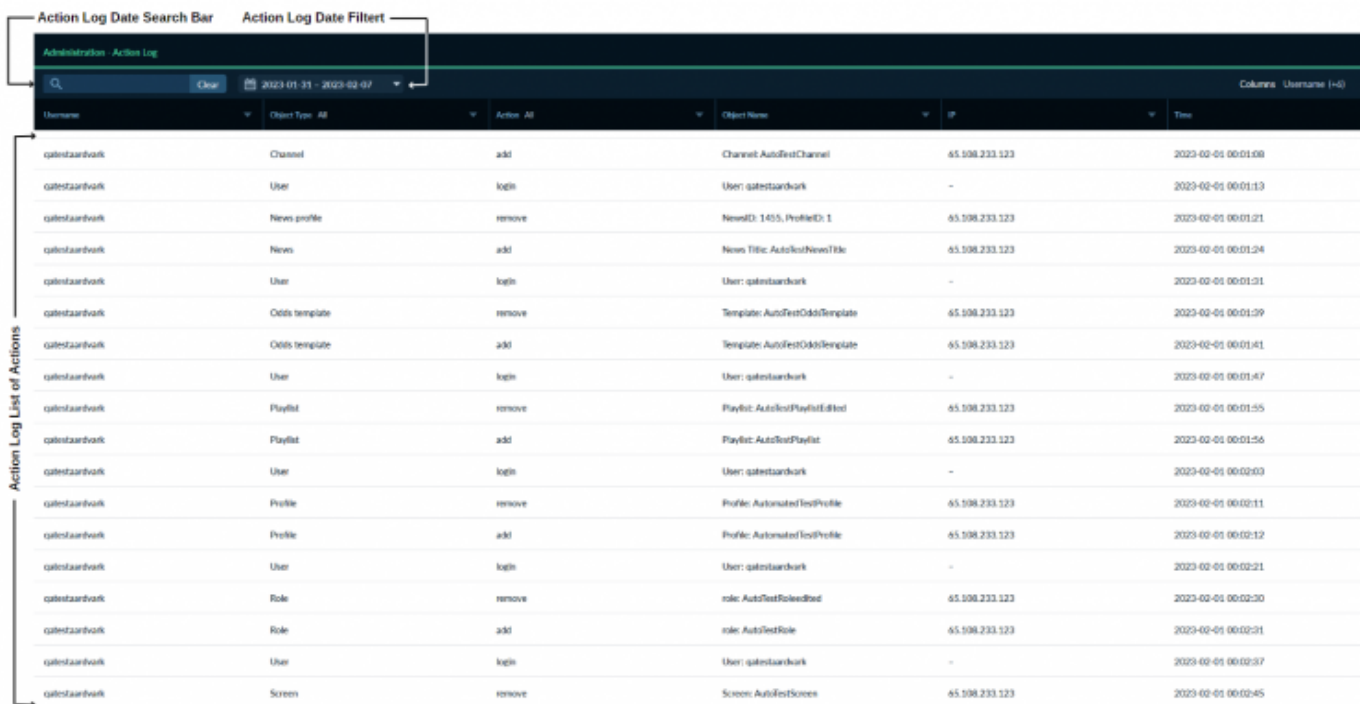 Action Log Date Search Bar Action Log Date Filtert
Administration - Action Log
Clear 2023-01-31 - 2023-02-07 Columns Username (+6)
Username Object Type All Action All Object Name IP Time
qatestaardvark Channel add Channel: AutoTestChannel 65.108.233.123 2023-02-01 00:01:08
qatestaardvark User login User: qatestaardvark - 2023-02-01 00:01:13
qatestaardvark News profile remove NewsID: 1455, ProfileID: 1 65.108.233.123 2023-02-01 00:01:21
qatestaardvark News add News Title: AutoTestNewsTitle 65.108.233.123 2023-02-01 00:01:24
qatestaardvark User login User: qatestaardvark - 2023-02-01 00:01:31
qatestaardvark Odds template remove Template: AutoTestOddsTemplate 65.108.233.123 2023-02-01 00:01:39
qatestaardvark Odds template add Template: AutoTestOddsTemplate 65.108.233.123 2023-02-01 00:01:41
qatestaardvark User login User: qatestaardvark - 2023-02-01 00:01:47
qatestaardvark Playlist remove Playlist: AutoTestPlaylistEdited 65.108.233.123 2023-02-01 00:01:55
qatestaardvark Playlist add Playlist: AutoTestPlaylist 65.108.233.123 2023-02-01 00:01:56
qatestaardvark User login User: qatestaardvark - 2023-02-01 00:02:03
qatestaardvark Profile remove Profile: AutomatedTestProfile 65.108.233.123 2023-02-01 00:02:11
qatestaardvark Profile add Profile: AutomatedTestProfile 65.108.233.123 2023-02-01 00:02:12
qatestaardvark User login User: qatestaardvark - 2023-02-01 00:02:21
qatestaardvark Role remove role: AutoTestRoleedited 65.108.233.123 2023-02-01 00:02:30
qatestaardvark Role add role: AutoTestRole 65.108.233.123 2023-02-01 00:02:31
qatestaardvark User login User: qatestaardvark - 2023-02-01 00:02:37
qatestaardvark Screen remove Screen: AutoTestScreen 65.108.233.123 2023-02-01 00:02:45
Action Log List of Actions